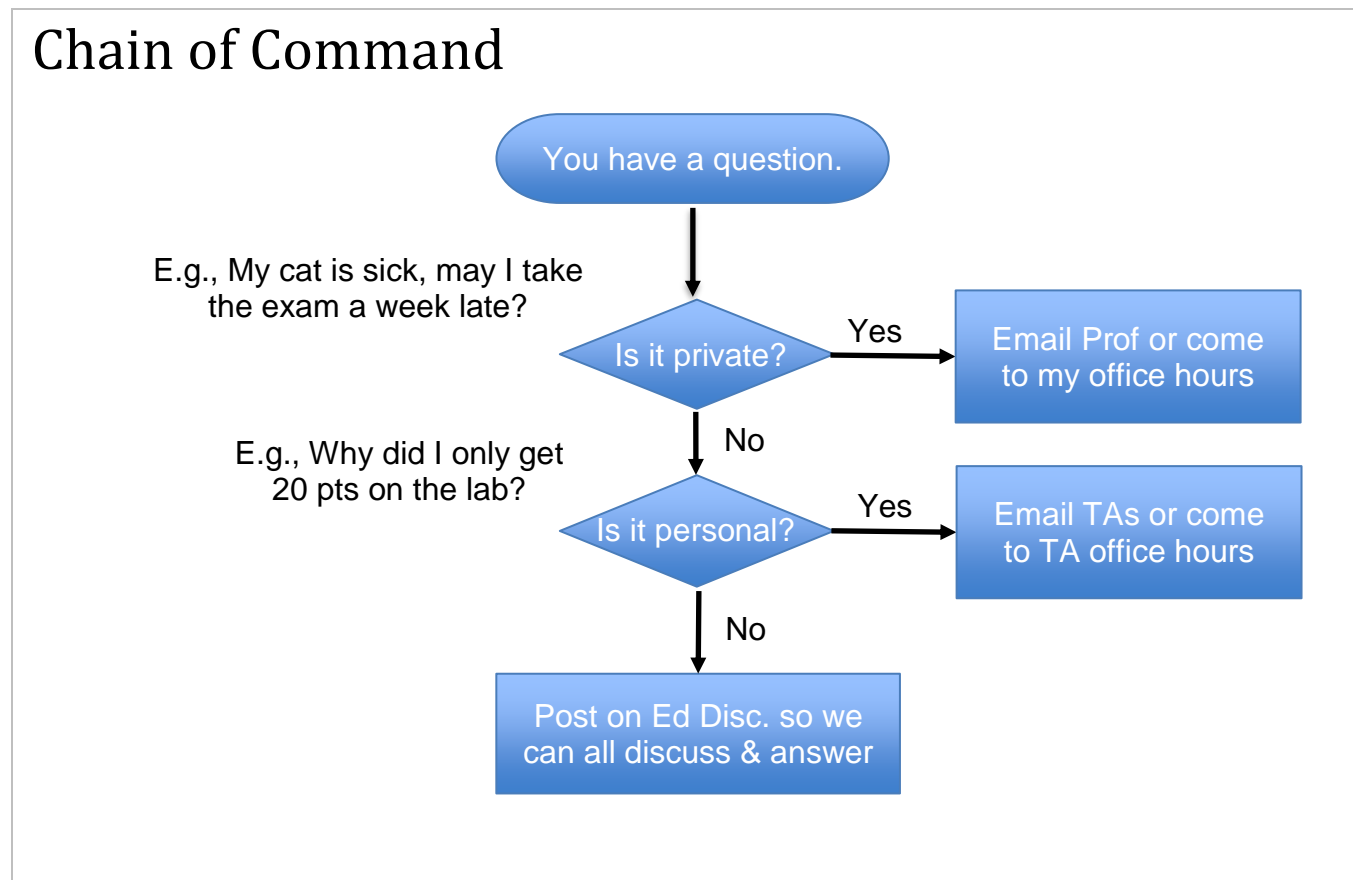 Chain of Command
You have a question.
E.g., My cat is sick, may I take
the exam a week late?
Is it private?
Yes
Email Prof or come
to my office hours
No
E.g., Why did I only get
20 pts on the lab?
Is it personal?
Yes
Email TAs or come
to TA office hours
No
Post on Ed Disc. so we
can all discuss & answer